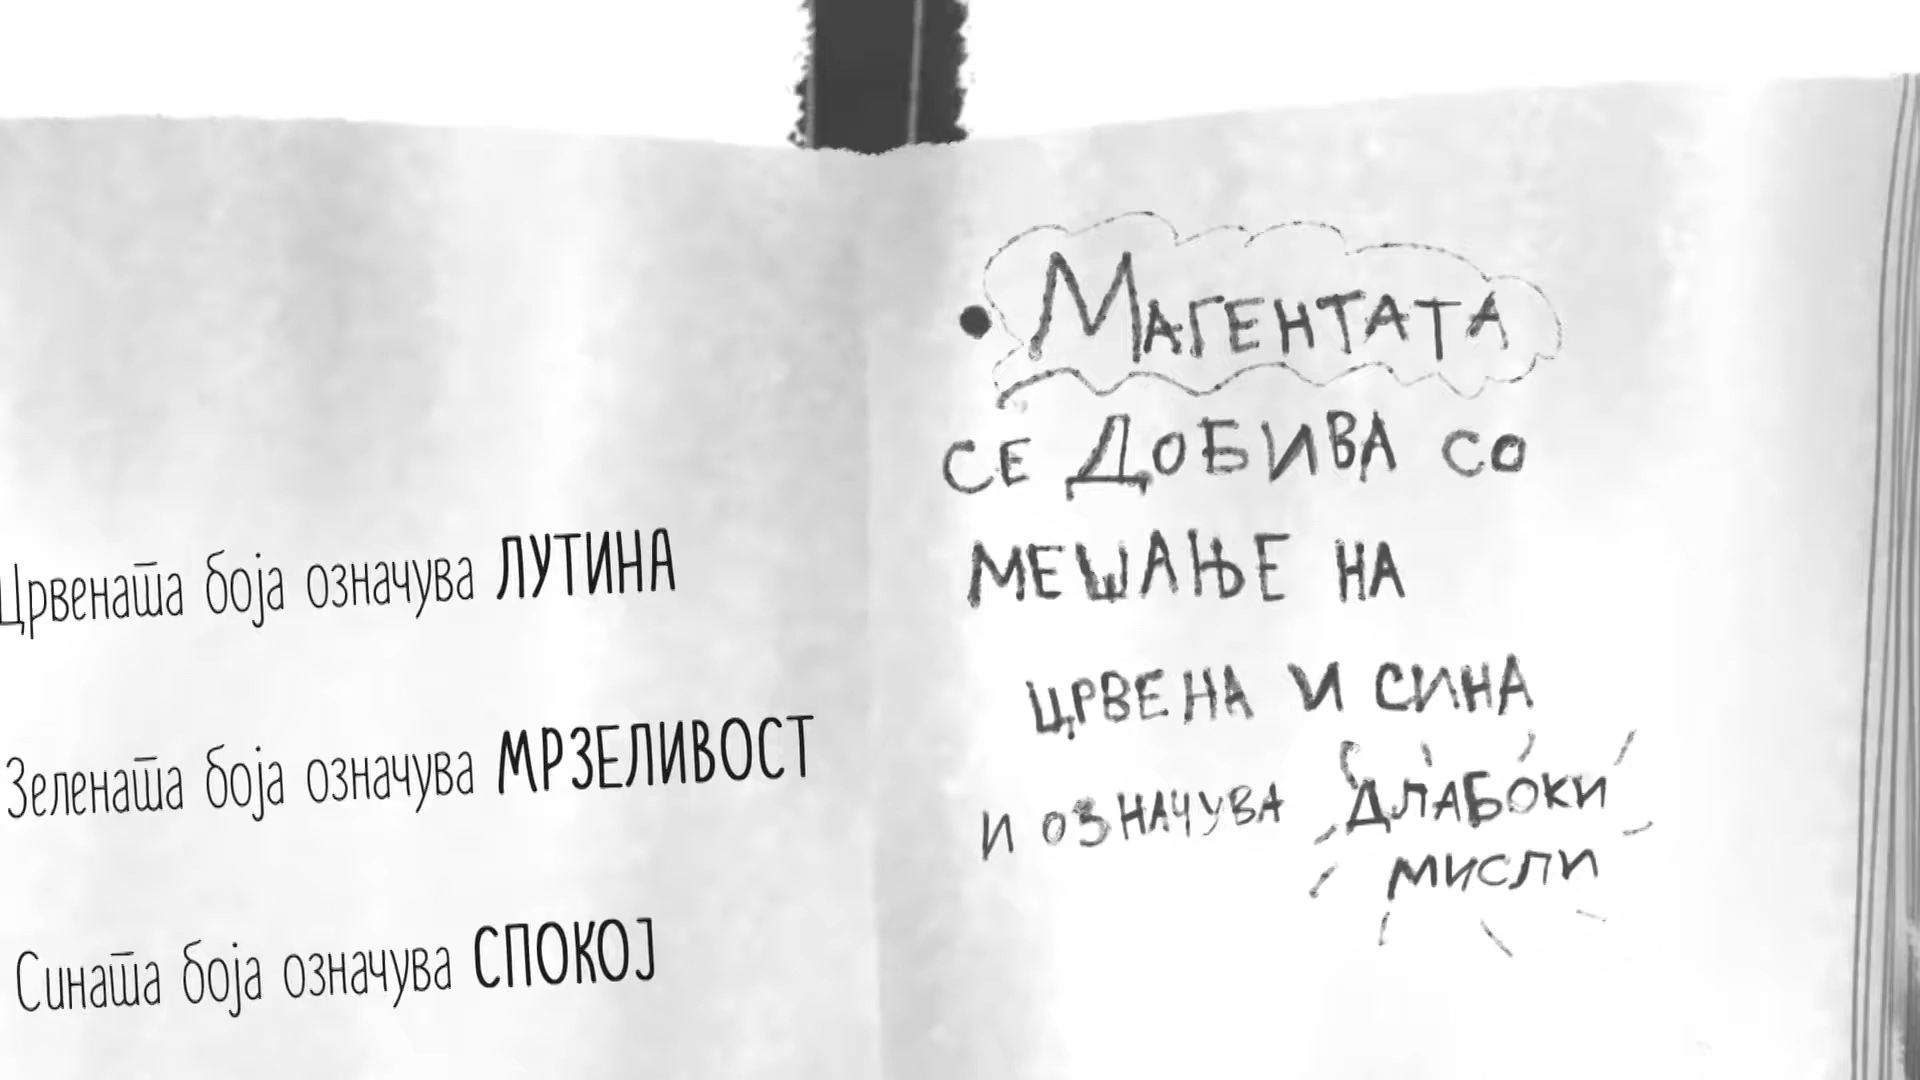 Црвената боја означува ЛУТИНА
Зелената боја означува МРЗЕЛИВОСТ
Сината боја означува СПОКОЈ
• МАГЕНТАТА
СЕ ДОБИВА СО
МЕШАЊЕ НА
ЦРВЕНА И СИНА
И ОЗНАЧУВА ДЛАБОКИ
МИСЛИ